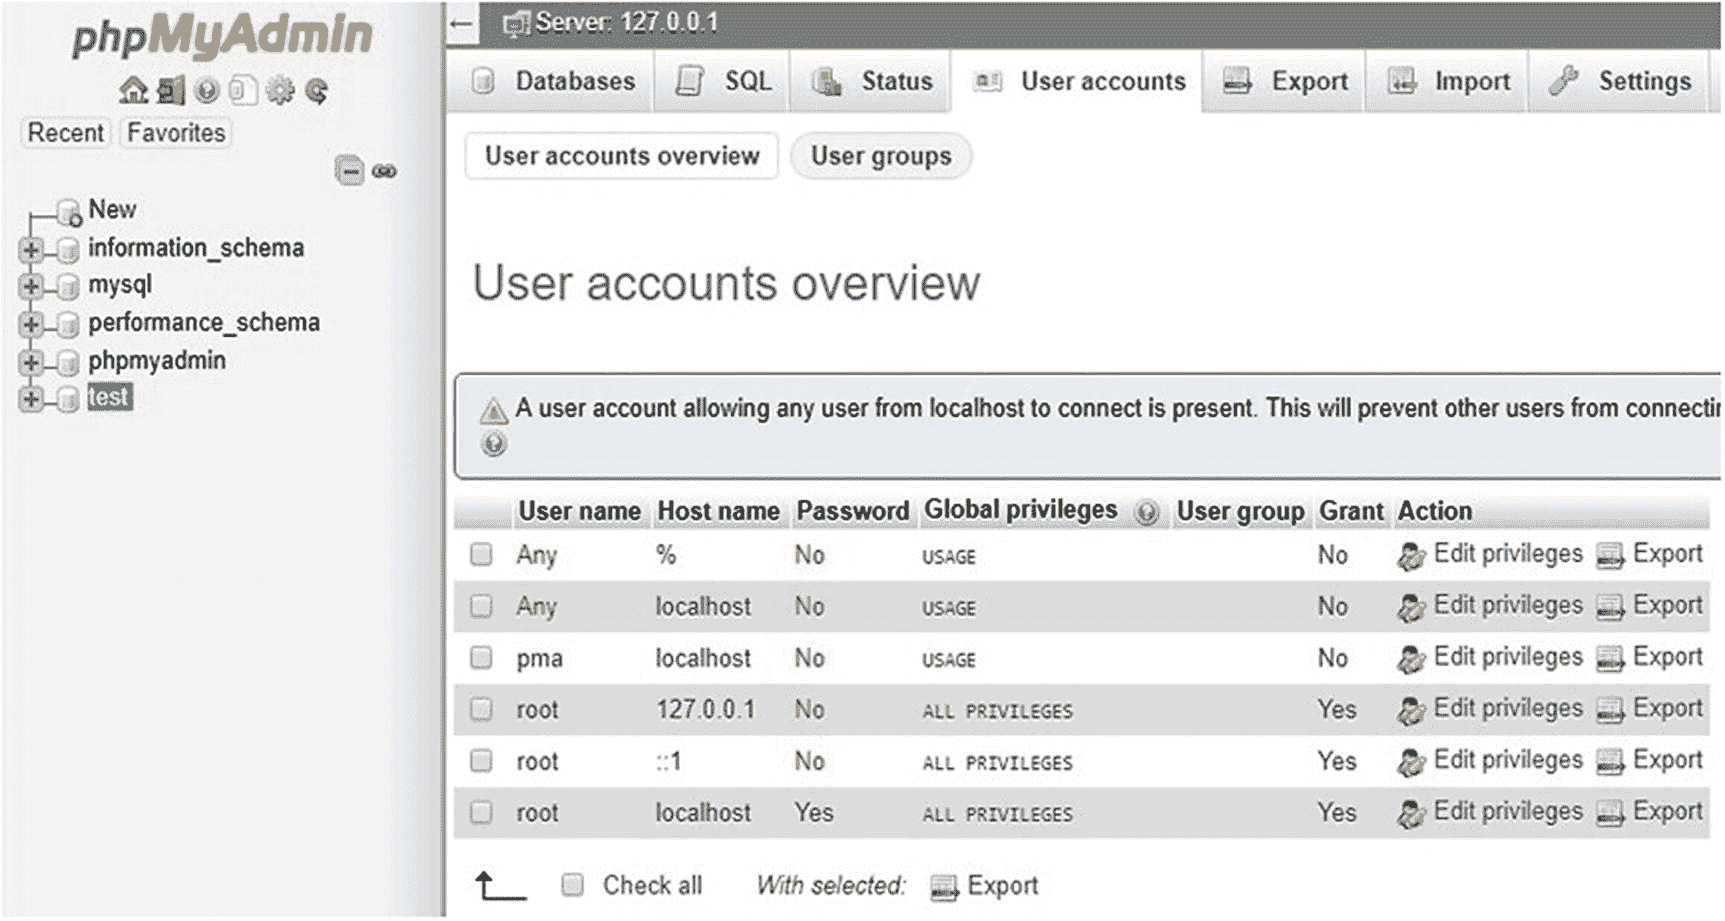 phpMyAdmin
Recent Favorites
New
information_schema
mysql
performance_schema
phpmyadmin
test
Server: 127.0.0.1
Databases SQL Status User accounts Export Import Settings
User accounts overview User groups
User accounts overview
A user account allowing any user from localhost to connect is present. This will prevent other users from
User name Host name Password Global privileges User group Grant Action
Any % No USAGE No Edit privileges Export
Any localhost No USAGE No Edit privileges Export
pma localhost No USAGE No Edit privileges Export
root 127.0.0.1 No ALL PRIVILEGES Yes Edit privileges Export
root ::1 No ALL PRIVILEGES Yes Edit privileges Export
root localhost Yes ALL PRIVILEGES Yes Edit privileges Export
Check all With selected: Export